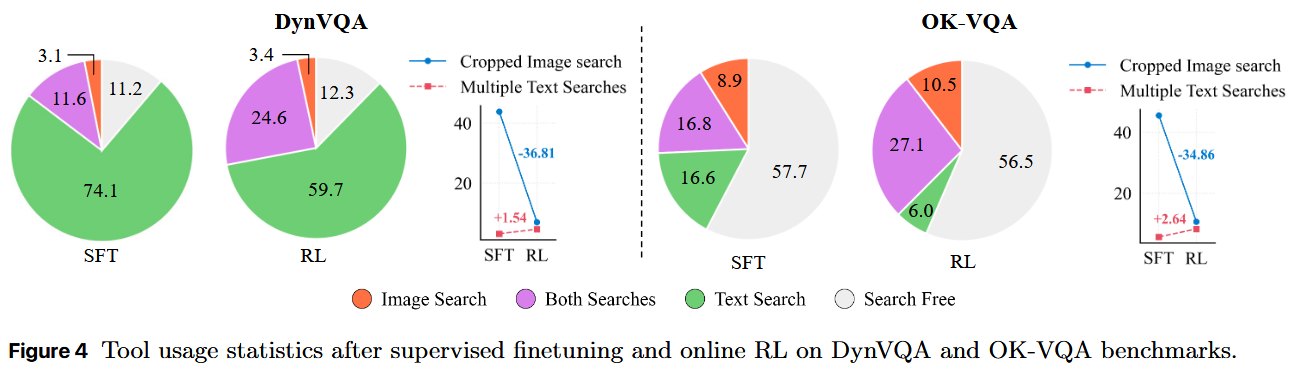 DynVQA
OK-VQA
3.1
11.2
11.6
74.1
SFT
3.4
12.3
24.6
59.7
RL
Cropped Image search
Multiple Text Searches
40
20
-36.81
+1.54
SFT RL
8.9
16.8
16.6
57.7
SFT
10.5
27.1
6.0
56.5
RL
Cropped Image search
Multiple Text Searches
40
20
-34.86
+2.64
SFT RL
Image Search Both Searches Text Search Search Free
Figure 4 Tool usage statistics after supervised finetuning and online RL on DynVQA and OK-VQA benchmarks.